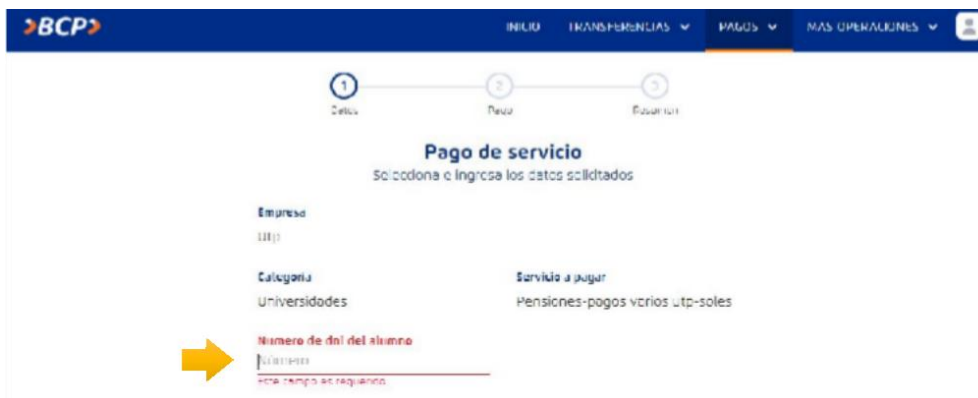 >BCP>
INICIO TRANSFERENCIAS PAGOS MAS OPERACIONES
1 2 3
Datos Pago Resumen
Pago de servicio
Selecciona e ingresa los datos solicitados
Empresa
Utp
Categoria Servicio a pagar
Universidades Pensiones-pagos varios utp-soles
Numero de dni del alumno
Número
Este campo es requerido